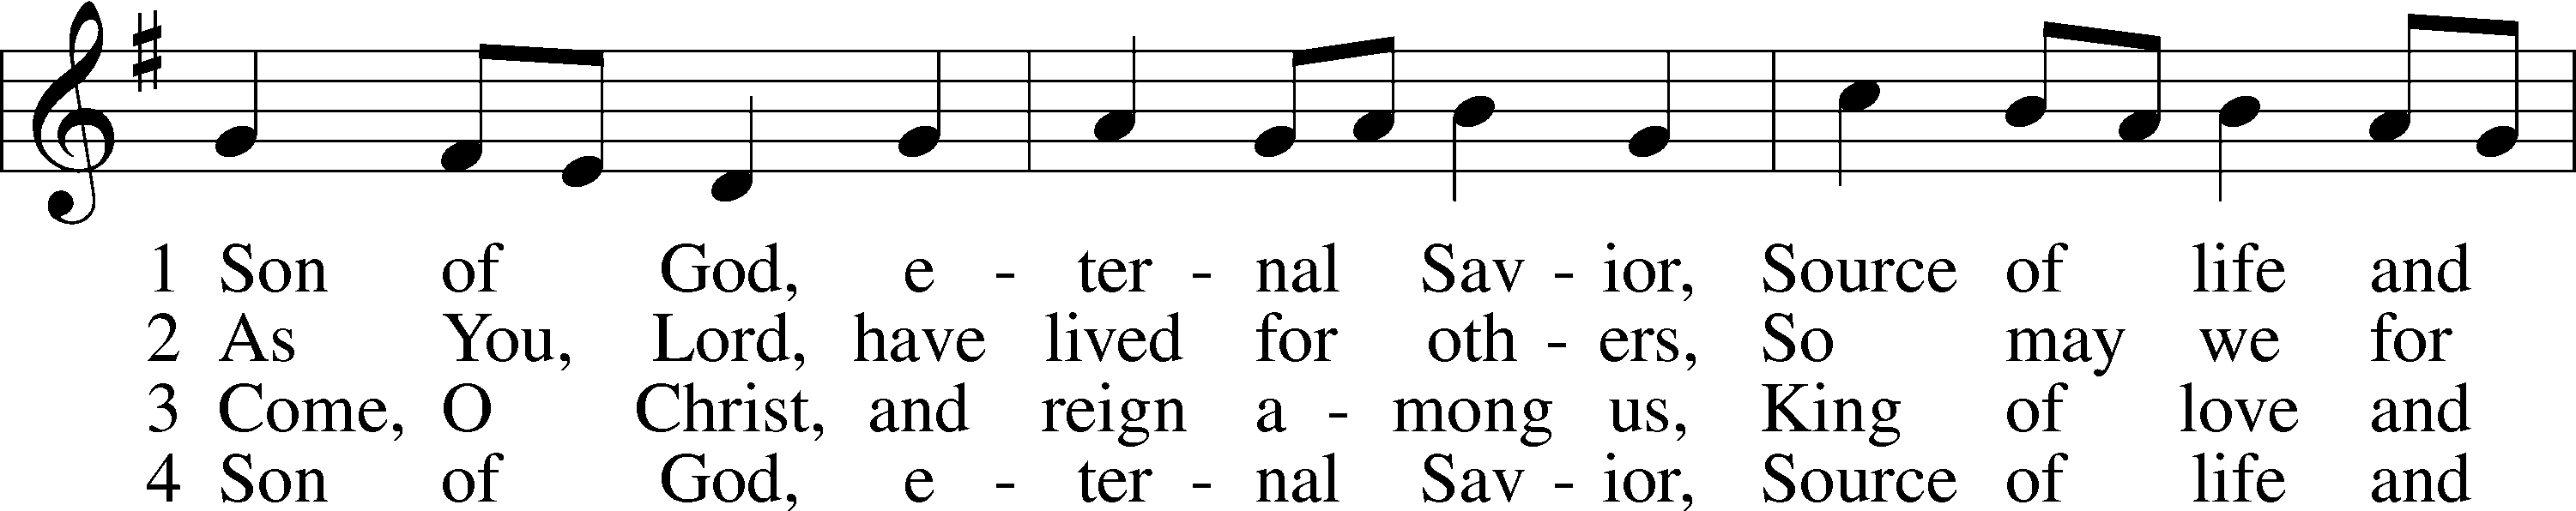 1 Son of God, e - ter - nal Sav - ior, Source of life and
2 As You, Lord, have lived for oth - ers, So may we for
3 Come, O Christ, and reign a - mong us, King of love and
4 Son of God, e - ter - nal Sav - ior, Source of life and